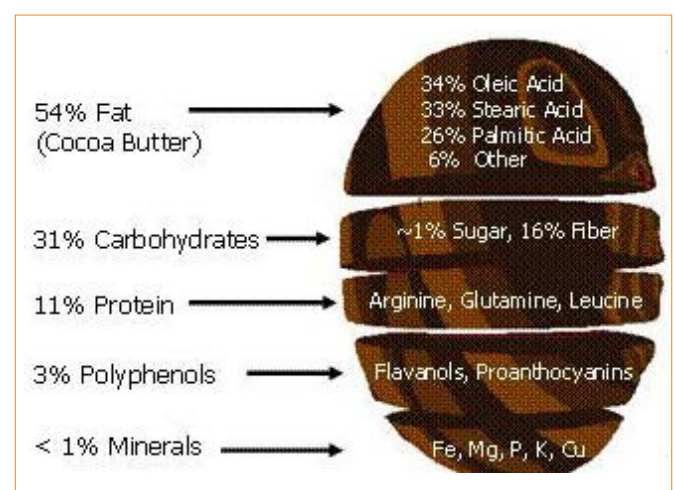 54% Fat
(Cocoa Butter)
34% Oleic Acid
33% Stearic Acid
26% Palmitic Acid
6% Other
31% Carbohydrates
~1% Sugar, 16% Fiber
11% Protein
Arginine, Glutamine, Leucine
3% Polyphenols
Flavanols, Proanthocyanins
< 1% Minerals
Fe, Mg, P, K, Cu